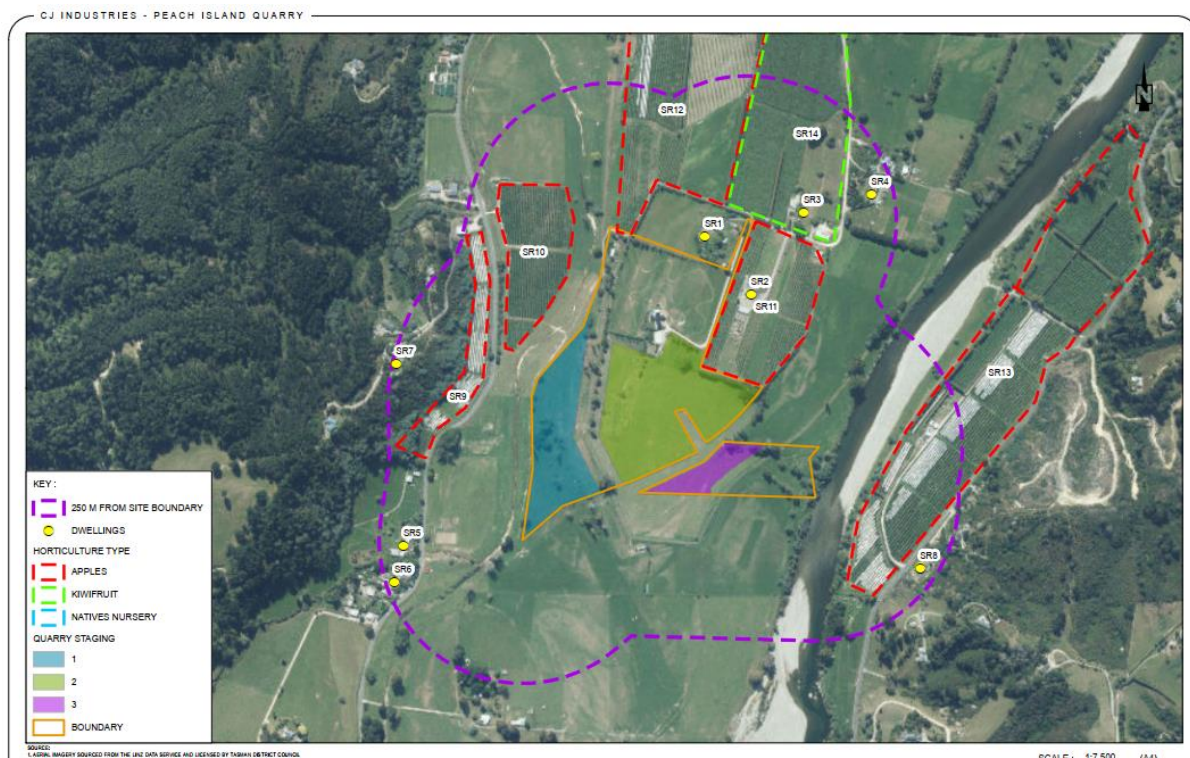 CJ INDUSTRIES - PEACH ISLAND QUARRY
N
SR12
SR14
SR4
SR3
SR1
SR10
SR2
SR11
SR7
SR13
SR9
SR5
SR8
SR6
KEY :
250 M FROM SITE BOUNDARY
DWELLINGS
HORTICULTURE TYPE
APPLES
KIWIFRUIT
NATIVES NURSERY
QUARRY STAGING
1
2
3
BOUNDARY
SOURCE:
1. AERIAL IMAGERY SOURCED FROM THE LINZ DATA SERVICE AND LICENSED BY TASMAN DISTRICT COUNCIL
SCALE : 1:7,500 (A4)